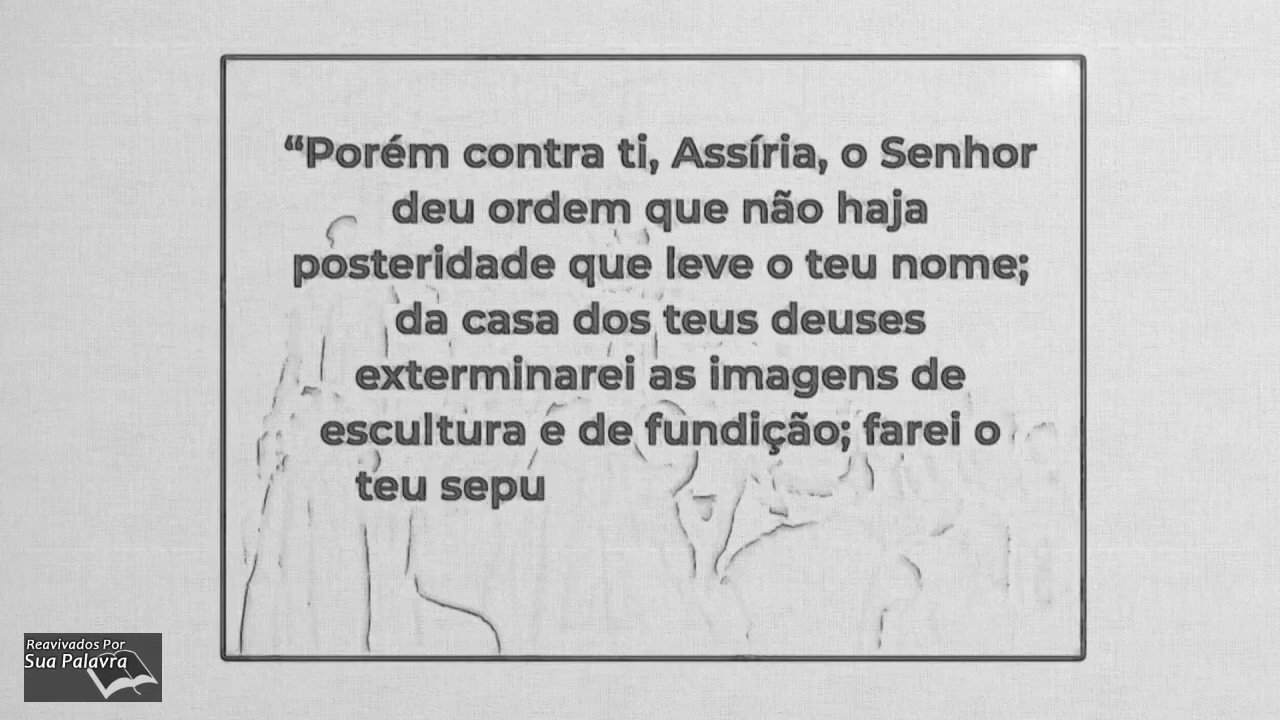 “Porém contra ti, Assíria, o Senhor
deu ordem que não haja
posteridade que leve o teu nome;
da casa dos teus deuses
exterminarei as imagens de
escultura e de fundição; farei o
teu sepu
Reavivados Por
Sua Palavra